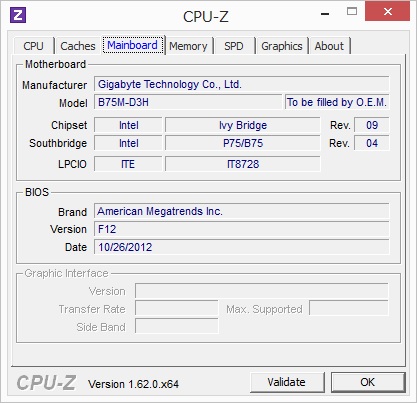 Z CPU-Z
CPU Caches Mainboard Memory SPD Graphics About
Motherboard
Manufacturer Gigabyte Technology Co., Ltd.
Model B75M-D3H To be filled by O.E.M.
Chipset Intel Ivy Bridge Rev. 09
Southbridge Intel P75/B75 Rev. 04
LPCIO ITE IT8728
BIOS
Brand American Megatrends Inc.
Version F12
Date 10/26/2012
Graphic Interface
Version
Transfer Rate Max. Supported
Side Band
CPU-Z Version 1.62.0.x64 Validate OK